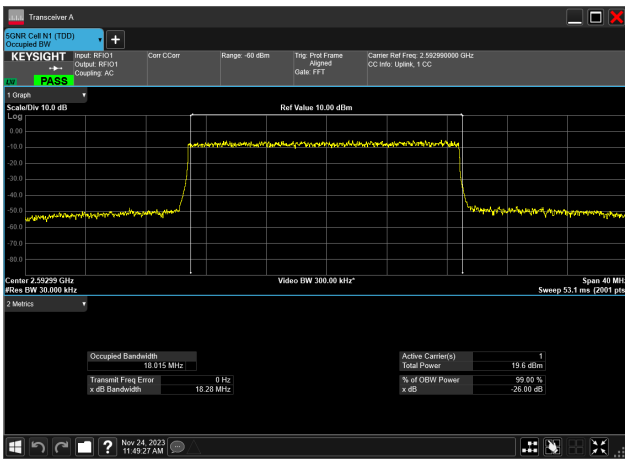 Transceiver A
5GNR Cell N1 (TDD)
Occupied BW
KEYSIGHT
Input: RFIO1
Output: RFIO1
Coupling: AC
Corr CCorr
Range: -60 dBm
Trig: Prot Frame
Aligned
Gate: FFT
Carrier Ref Freq: 2.592990000 GHz
CC Info: Uplink, 1 CC
PASS
1 Graph
Scale/Div 10.0 dB
Ref Value 10.00 dBm
Log
0.00
-10.0
-20.0
-30.0
-40.0
-50.0
-60.0
-70.0
-80.0
Center 2.59299 GHz
Video BW 300.00 kHz*
Span 40 MHz
#Res BW 30.000 kHz
Sweep 53.1 ms (2001 pts
2 Metrics
Occupied Bandwidth
18.015 MHz
Transmit Freq Error 0 Hz
x dB Bandwidth 18.28 MHz
Active Carrier(s) 1
Total Power 19.6 dBm
% of OBW Power 99.00 %
x dB -26.00 dB
Nov 24, 2023
11:49:27 AM